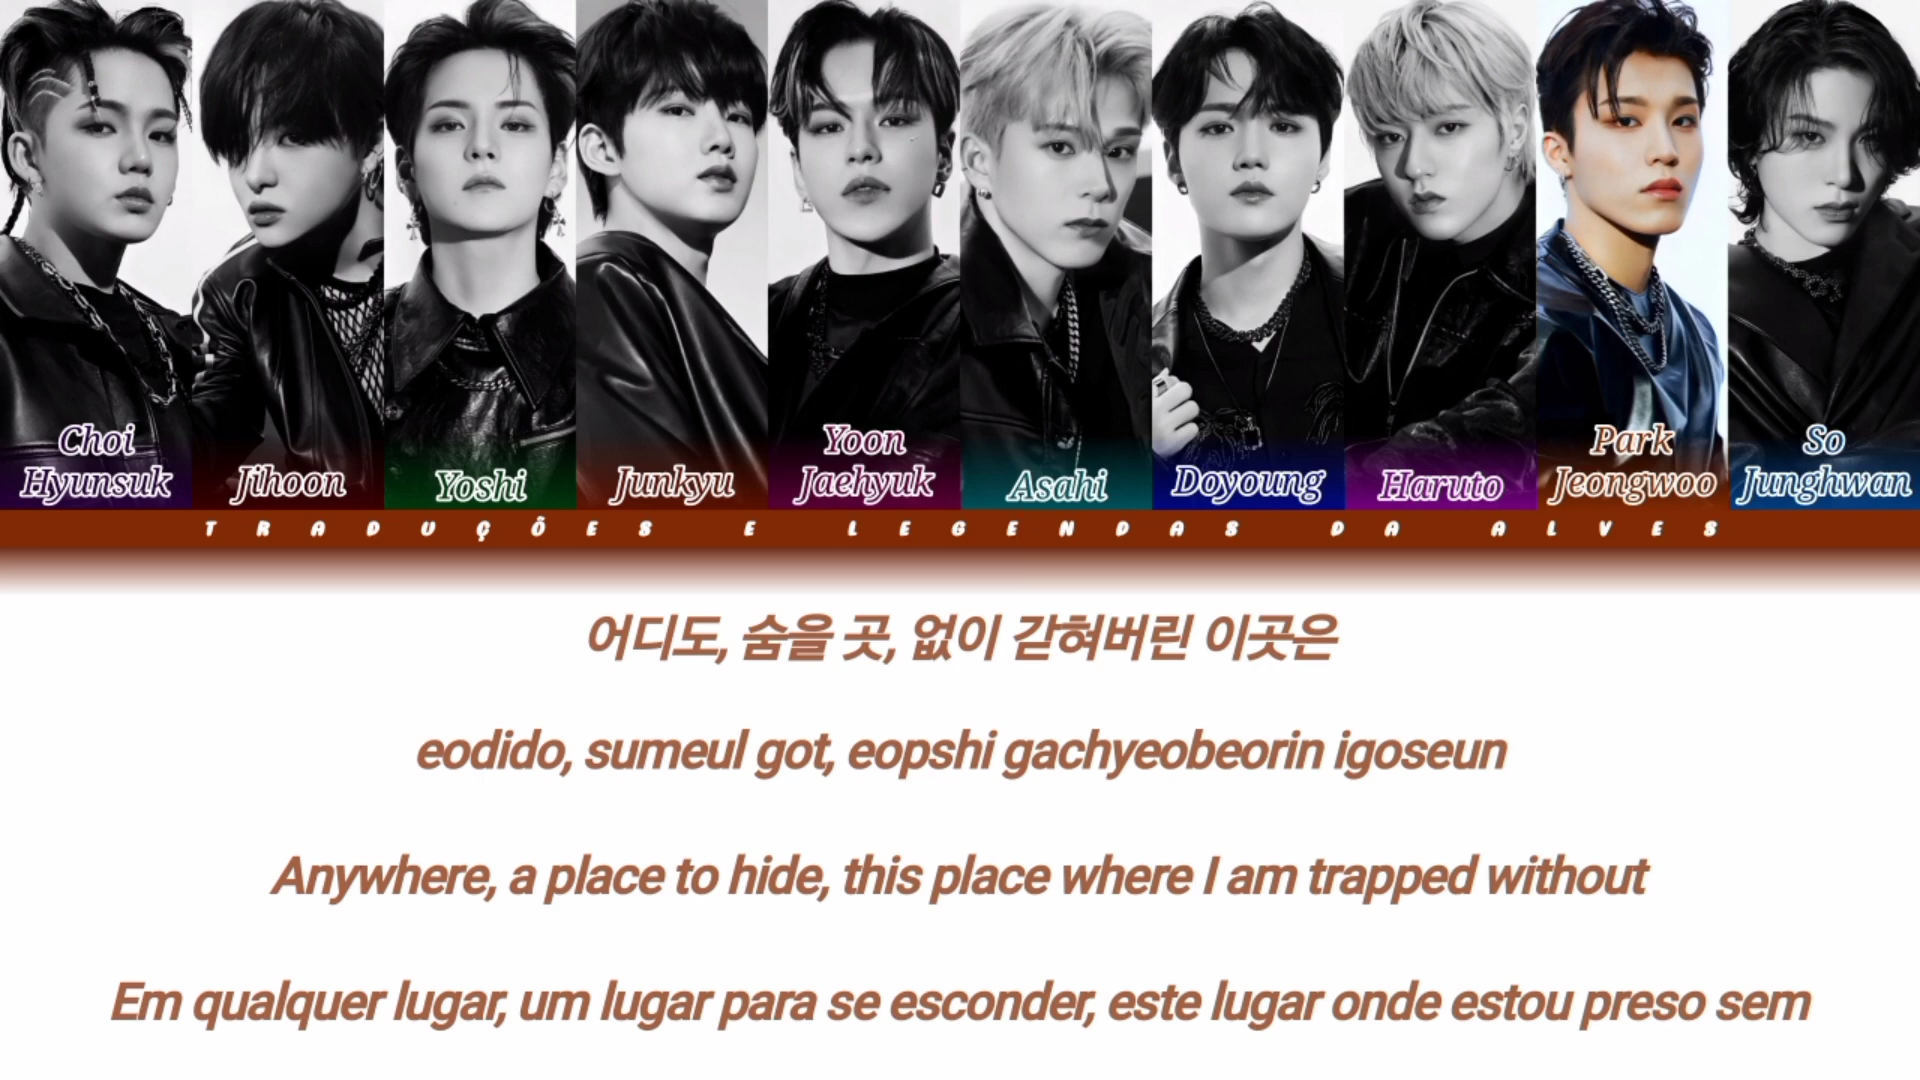 Choi
Hyunsuk
Jihoon
Yoshi
Junkyu
Yoon
Jaehyuk
Asahi
Doyoung
Haruto
Park
Jeongwoo
So
Junghwan
TRADUÇÕES E LEGENDAS DA ALVES
어디도, 숨을 곳, 없이 갇혀버린 이곳은
eodido, sumeul got, eopshi gachyeobeorin igoseun
Anywhere, a place to hide, this place where I am trapped without
Em qualquer lugar, um lugar para se esconder, este lugar onde estou preso sem